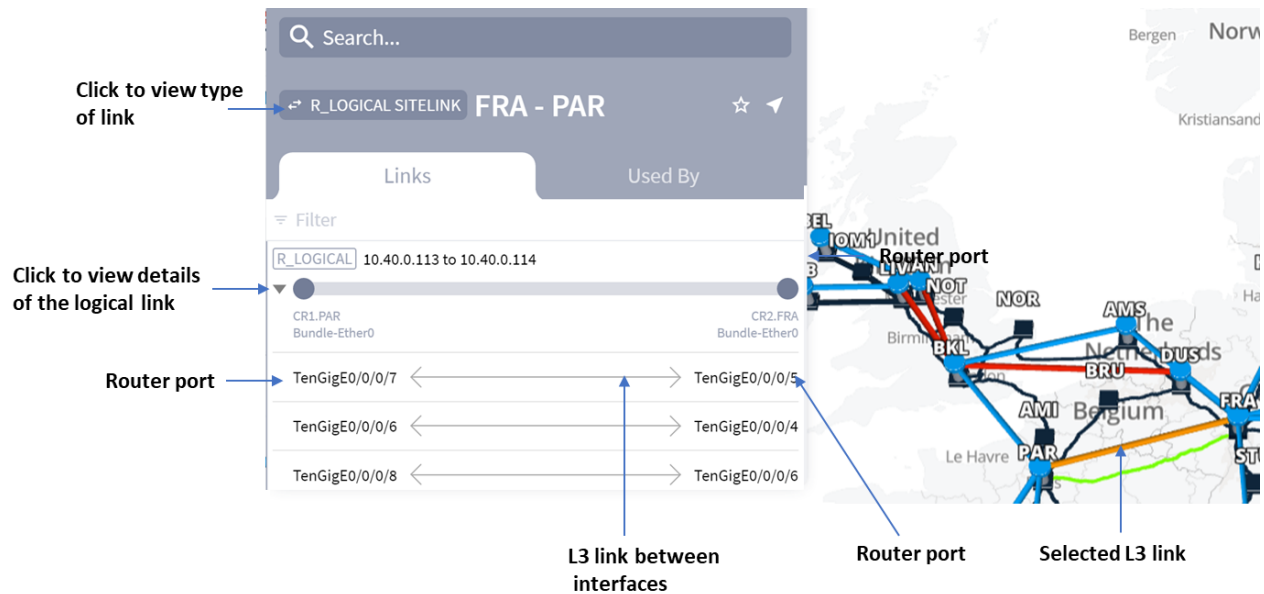 Search...
Click to view type
of link
R_LOGICAL SITELINK
FRA - PAR
Links
Used By
Filter
R_LOGICAL
10.40.0.113 to 10.40.0.114
Click to view details
of the logical link
CR1.PAR
Bundle-Ether0
CR2.FRA
Bundle-Ether0
Router port
TenGigE0/0/0/7
TenGigE0/0/0/5
TenGigE0/0/0/6
TenGigE0/0/0/4
TenGigE0/0/0/8
TenGigE0/0/0/6
L3 link between
interfaces
Router port
Selected L3 link
Bergen
Kristiansand
United
IOM1
Router port
NOT
NOR
BKL
AMS
The
Netherlands
DUS
BRU
FRA
AMI
Belgium
Le Havre
PAR